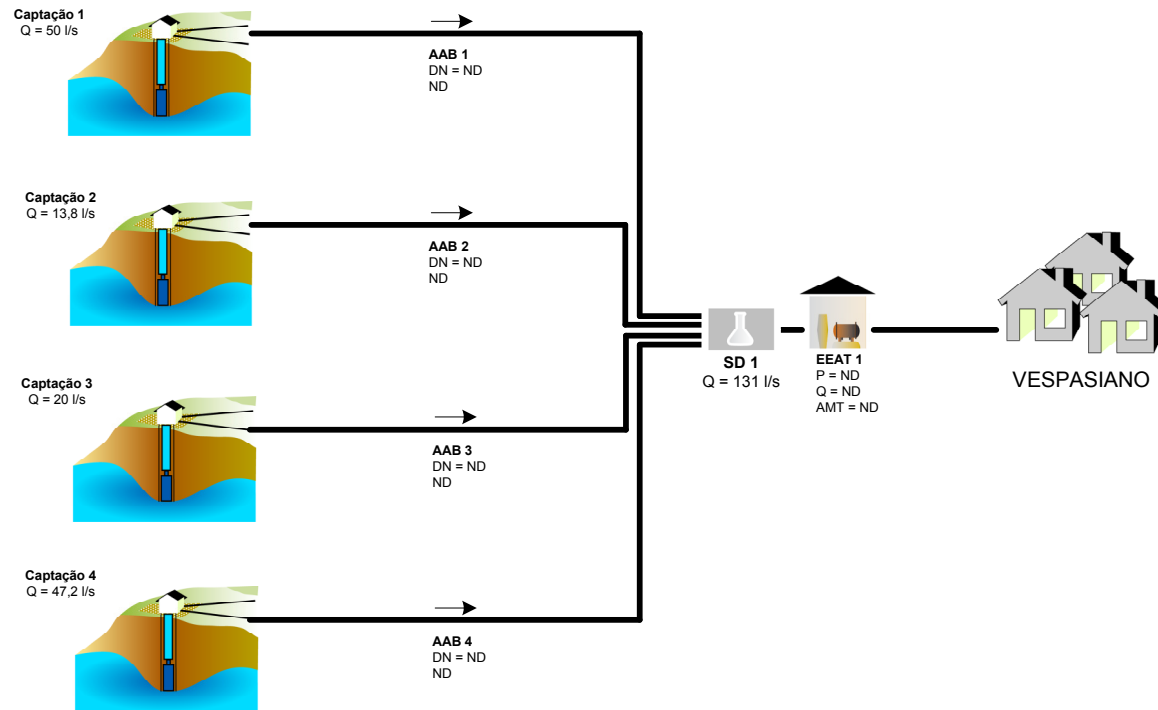 Captação 1
Q = 50 l/s
AAB 1
DN = ND
ND
Captação 2
Q = 13,8 l/s
AAB 2
DN = ND
ND
Captação 3
Q = 20 l/s
AAB 3
DN = ND
ND
Captação 4
Q = 47,2 l/s
AAB 4
DN = ND
ND
SD 1
Q = 131 l/s
EEAT 1
P = ND
Q = ND
AMT = ND
VESPASIANO